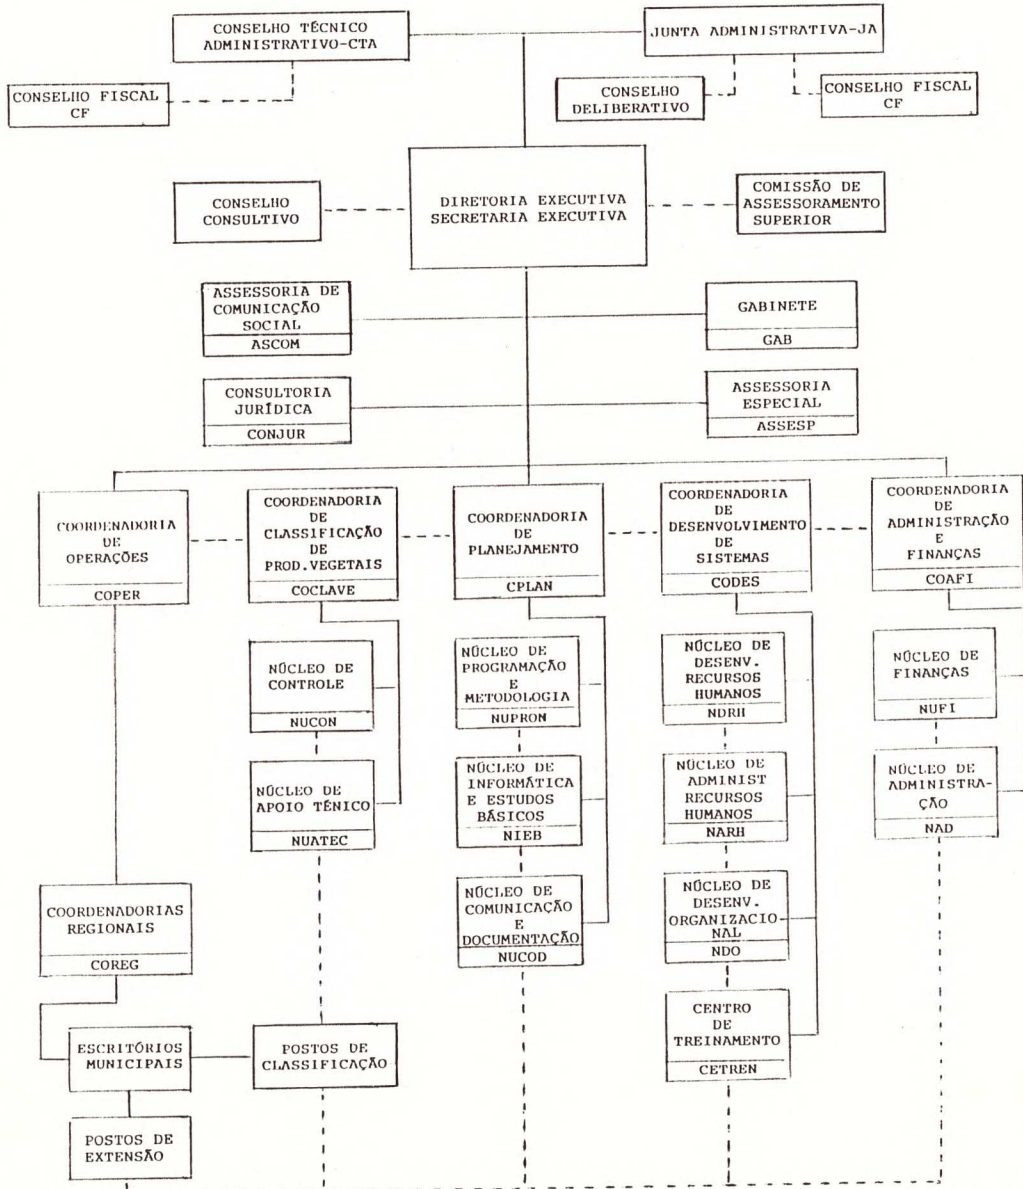 CONSELHO TÉCNICO
ADMINISTRATIVO-CTA
JUNTA ADMINISTRATIVA-JA
CONSELHO FISCAL
CF
CONSELHO
DELIBERATIVO
CONSELHO FISCAL
CF
CONSELHO
CONSULTIVO
DIRETORIA EXECUTIVA
SECRETARIA EXECUTIVA
COMISSÃO DE
ASSESSORAMENTO
SUPERIOR
ASSESSORIA DE
COMUNICAÇÃO
SOCIAL
ASCOM
GABINETE
GAB
CONSULTORIA
JURÍDICA
CONJUR
ASSESSORIA
ESPECIAL
ASSESP
COORDENADORIA
DE
OPERAÇÕES
COPER
COORDENADORIA
DE
CLASSIFICAÇÃO
DE
PROD.VEGETAIS
COCLAVE
COORDENADORIA
DE
PLANEJAMENTO
CPLAN
COORDENADORIA
DE
DESENVOLVIMENTO
DE
SISTEMAS
CODES
COORDENADORIA
DE
ADMINISTRAÇÃO
E
FINANÇAS
COAFI
NÚCLEO DE
CONTROLE
NUCON
NÚCLEO DE
PROGRAMAÇÃO
E
METODOLOGIA
NUPRON
NÚCLEO DE
DESENV.
RECURSOS
HUMANOS
NDRH
NÚCLEO DE
FINANÇAS
NUFI
NÚCLEO DE
APOIO TÉNICO
NUATEC
NÚCLEO DE
INFORMÁTICA
E ESTUDOS
BÁSICOS
NIEB
NÚCLEO DE
ADMINIST
RECURSOS
HUMANOS
NARH
NÚCLEO DE
ADMINISTRA-
ÇÃO
NAD
COORDENADORIAS
REGIONAIS
COREG
NÚCLEO DE
COMUNICAÇÃO
E
DOCUMENTAÇÃO
NUCOD
NÚCLEO DE
DESENV.
ORGANIZACIO-
NAL
NDO
ESCRITÓRIOS
MUNICIPAIS
POSTOS DE
CLASSIFICAÇÃO
CENTRO
DE
TREINAMENTO
CETREN
POSTOS DE
EXTENSÃO